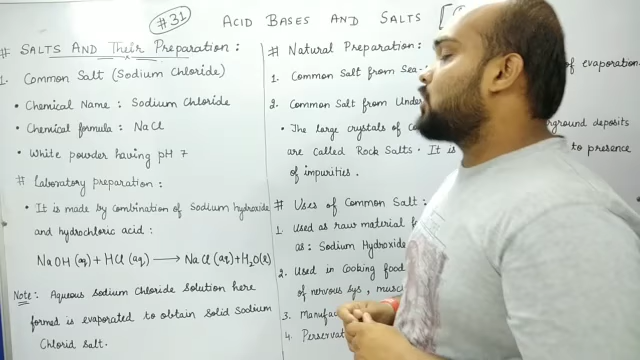 #31 ACID BASES AND SALTS
# SALTS AND Their Preparation:
1. Common Salt (Sodium Chloride)
• Chemical Name : Sodium Chloride
• Chemical formula : NaCl
• White powder having pH 7
# Laboratory preparation :
• It is made by combination of Sodium hydroxide
and hydrochloric acid :
NaOH (aq) + HCl (aq) ⟶ NaCl (aq) + H₂O(l)
Note : Aqueous sodium chloride solution here
formed is evaporated to obtain solid Sodium
Chlorid salt.
# Natural Preparation:
1. Common Salt from Sea- of evaporation.
2. Common Salt from
• The large crystals of deposits
are called Rock Salts. It is to presence
of impurities.
# Uses of Common Salt:
1. Used as raw material
as: Sodium Hydroxide
2. Used in Cooking food
of nervous sys,
3.
4.